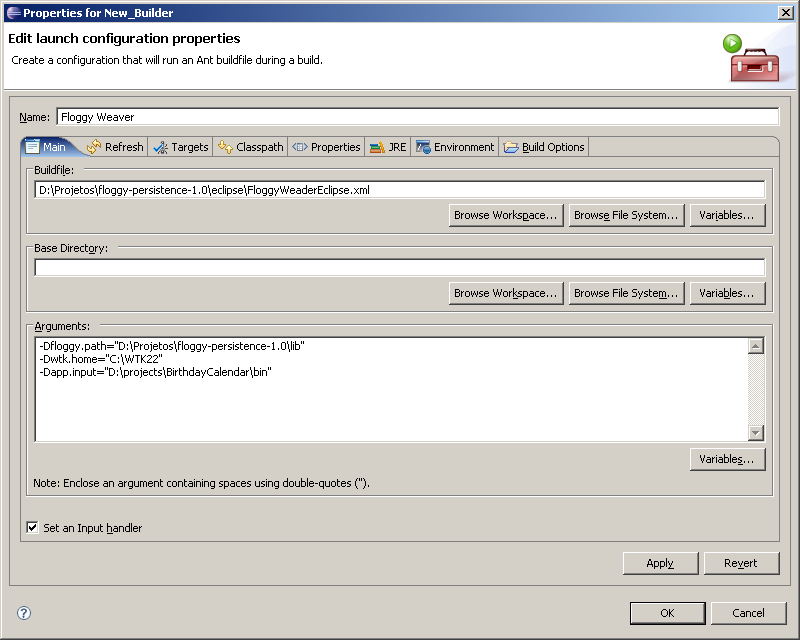 Properties for New_Builder
Edit launch configuration properties
Create a configuration that will run an Ant buildfile during a build.
Name: Floggy Weaver
Main Refresh Targets Classpath Properties JRE Environment Build Options
Buildfile:
D:\Projetos\floggy-persistence-1.0\eclipse\FloggyWeaderEclipse.xml
Browse Workspace... Browse File System... Variables...
Base Directory:
Browse Workspace... Browse File System... Variables...
Arguments:
-Dfloggy.path="D:\Projetos\floggy-persistence-1.0\lib"
-Dwtk.home="C:\WTK22"
-Dapp.input="D:\projects\BirthdayCalendar\bin"
Variables...
Note: Enclose an argument containing spaces using double-quotes (").
Set an Input handler
Apply Revert
? OK Cancel